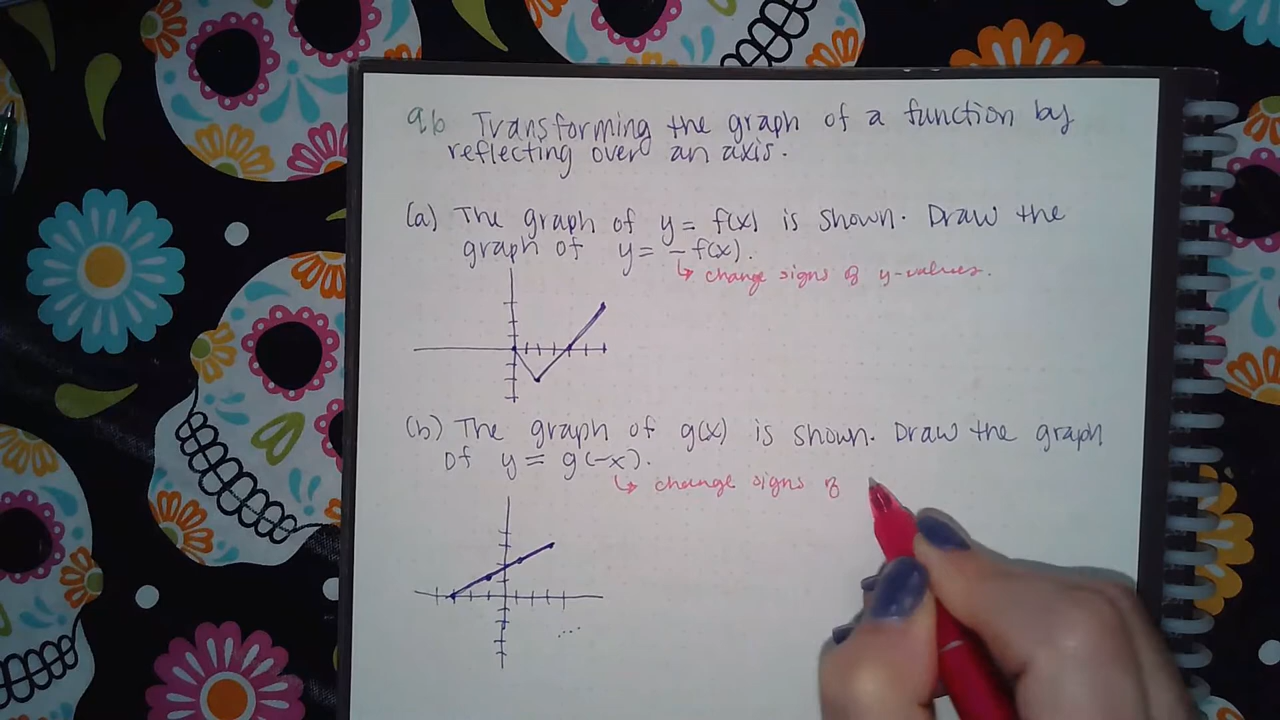 9b Transforming the graph of a function by
reflecting over an axis.
(a) The graph of y = f(x) is shown. Draw the
graph of y = -f(x).
↳ change signs of y-values.
(b) The graph of g(x) is shown. Draw the graph
of y = g(-x).
↳ change signs of